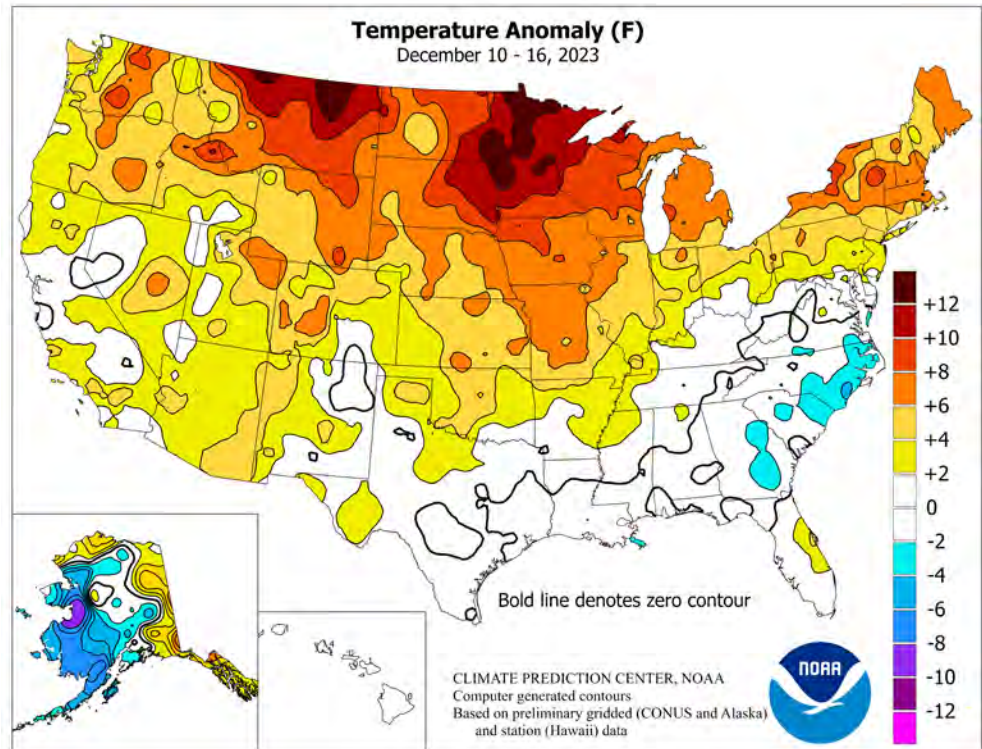 Temperature Anomaly (F)
December 10 - 16, 2023
+12
+10
+8
+6
+4
+2
0
-2
-4
-6
-8
-10
-12
Bold line denotes zero contour
CLIMATE PREDICTION CENTER, NOAA
Computer generated contours
Based on preliminary gridded (CONUS and Alaska)
and station (Hawaii) data
NOAA